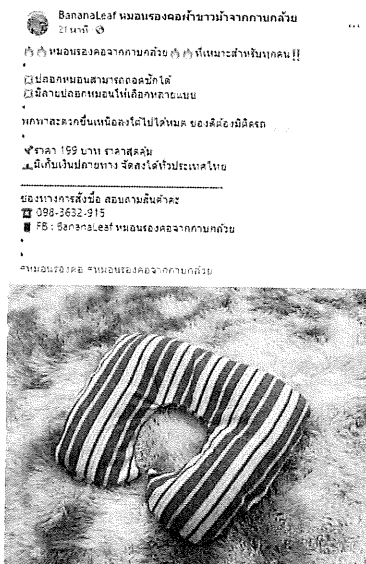 BananaLeaf หมอนรองคอผ้าขาวม้าจากกาบกล้วย
21 นาที
🔥🔥 หมอนรองคอจากกาบกล้วย 🔥🔥 ที่เหมาะสำหรับทุกคน ‼️
💥ปลอกหมอนสามารถถอดซักได้
💥มีลายปลอกหมอนให้เลือกหลายแบบ
พกพาสะดวกขึ้นเหนือลงใต้ไปได้หมด ของดีต้องมีติดรถ
📌ราคา 199 บาท ราคาสุดคุ้ม
มีเก็บเงินปลายทาง จัดส่งได้ทั่วประเทศไทย
ช่องทางการสั่งซื้อ สอบถามสินค้าคะ
☎ 098-3632-915
📱 FB : BananaLeaf หมอนรองคอจากกาบกล้วย
#หมอนรองคอ #หมอนรองคอจากกาบกล้วย